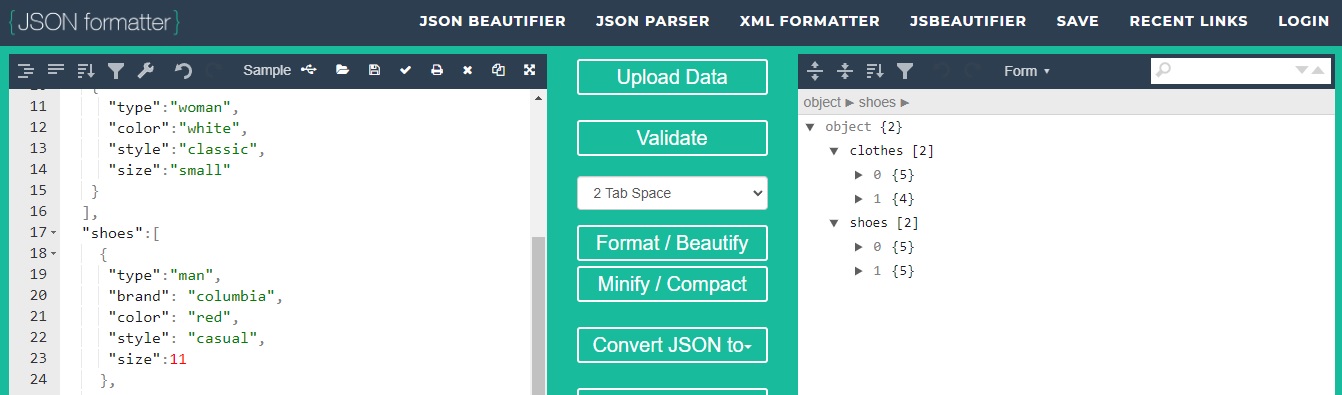 {JSON formatter} JSON BEAUTIFIER JSON PARSER XML FORMATTER JSBEAUTIFIER SAVE RECENT LINKS LOGIN
Sample
11 "type":"woman",
12 "color":"white",
13 "style":"classic",
14 "size":"small"
15 }
16 ],
17 "shoes":[
18 {
19 "type":"man",
20 "brand": "columbia",
21 "color": "red",
22 "style": "casual",
23 "size":11
24 },
Upload Data
Validate
2 Tab Space
Format / Beautify
Minify / Compact
Convert JSON to
Form
object ▶ shoes ▶
object {2}
clothes [2]
0 {5}
1 {4}
shoes [2]
0 {5}
1 {5}